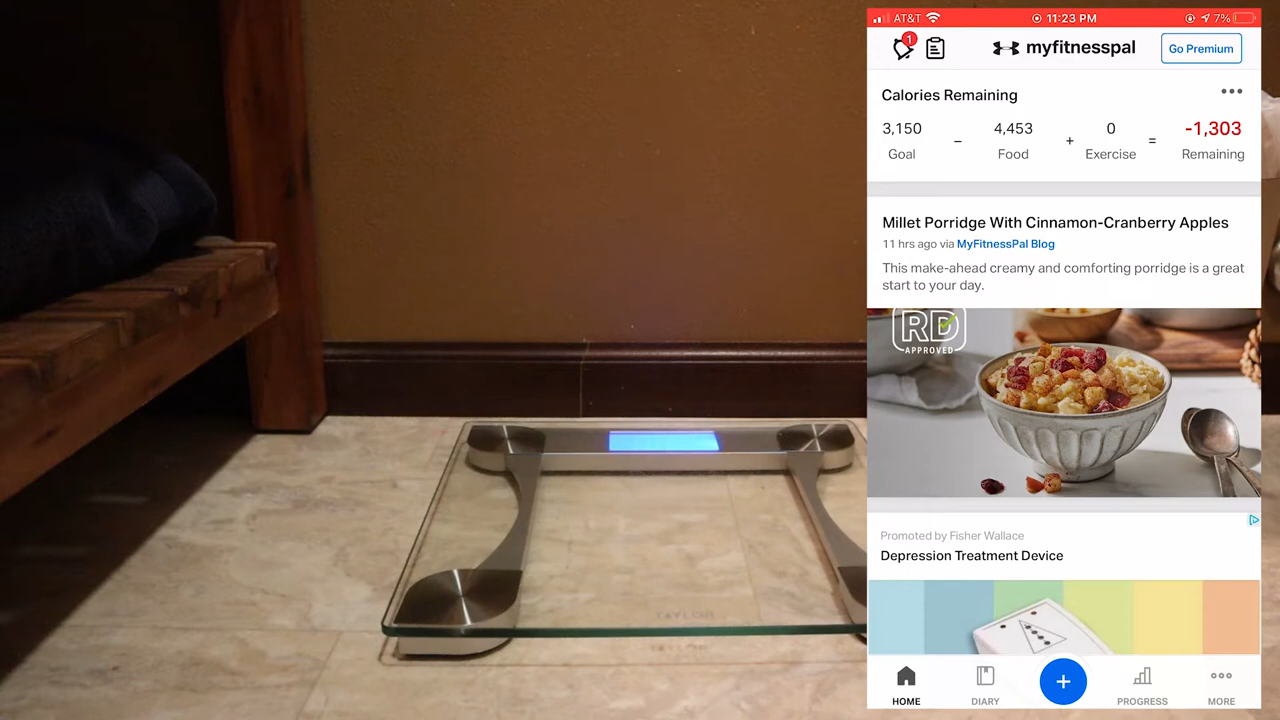 AT&T 11:23 PM 7%
1
myfitnesspal Go Premium
Calories Remaining
3,150 – 4,453 + 0 = -1,303
Goal Food Exercise Remaining
Millet Porridge With Cinnamon-Cranberry Apples
11 hrs ago via MyFitnessPal Blog
This make-ahead creamy and comforting porridge is a great
start to your day.
RD
APPROVED
Promoted by Fisher Wallace
Depression Treatment Device
HOME DIARY + PROGRESS MORE
TAYLOR